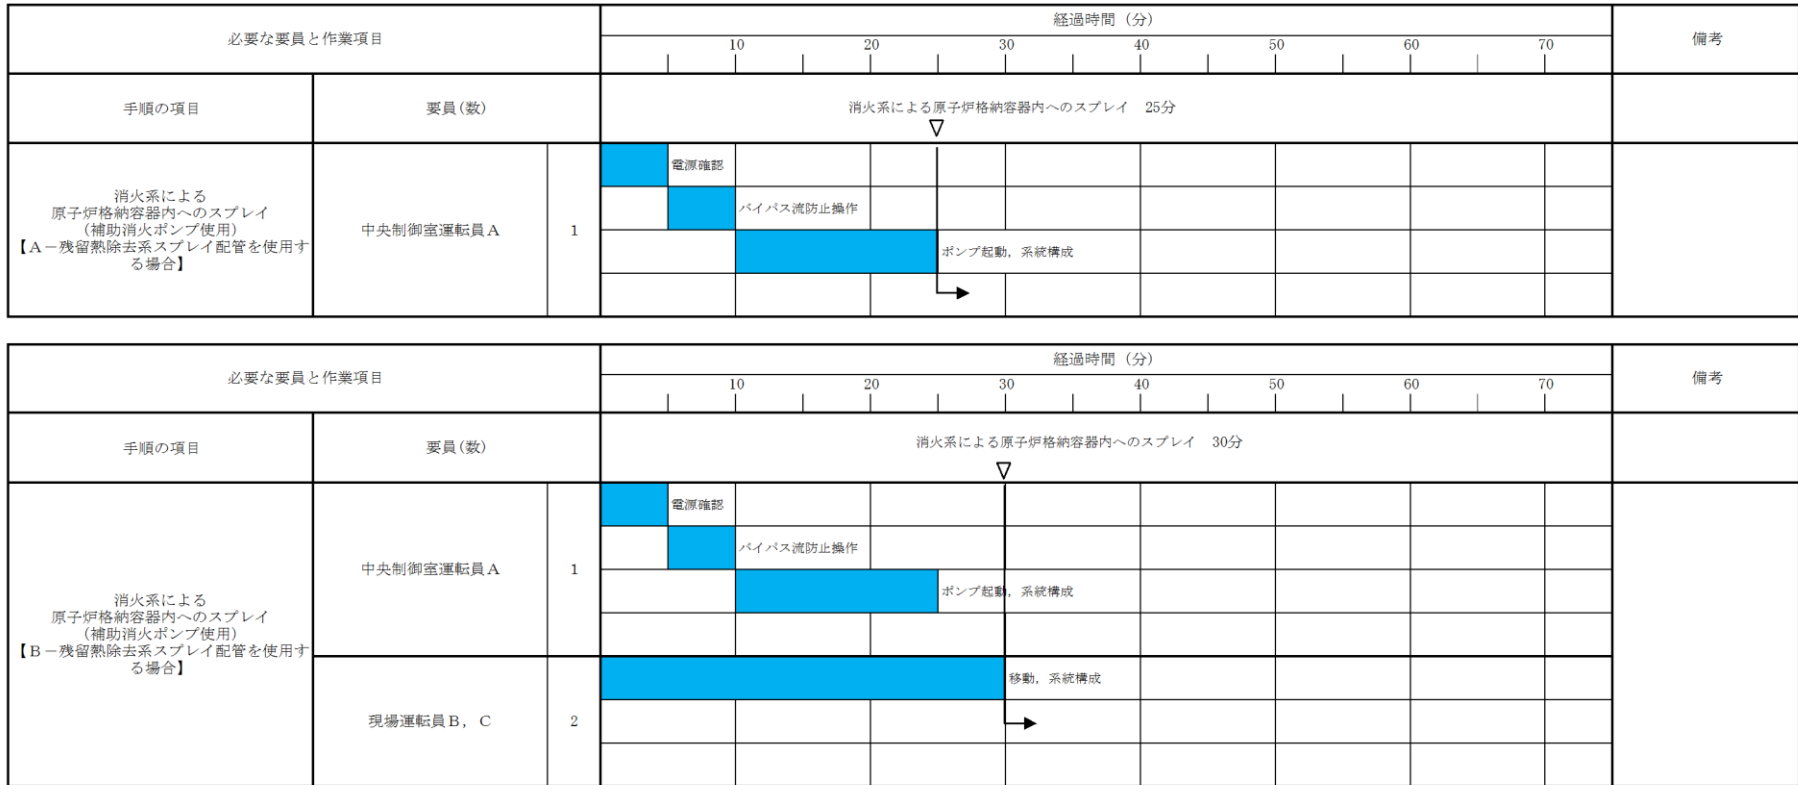 必要な要員と作業項目
経過時間（分）
備考
10 20 30 40 50 60 70
手順の項目
要員(数)
消火系による原子炉格納容器内へのスプレイ 25分
消火系による
原子炉格納容器内へのスプレイ
（補助消火ポンプ使用）
【A－残留熱除去系スプレイ配管を使用す
る場合】
中央制御室運転員A
1
電源確認
バイパス流防止操作
ポンプ起動，系統構成
必要な要員と作業項目
経過時間（分）
備考
10 20 30 40 50 60 70
手順の項目
要員(数)
消火系による原子炉格納容器内へのスプレイ 30分
消火系による
原子炉格納容器内へのスプレイ
（補助消火ポンプ使用）
【B－残留熱除去系スプレイ配管を使用す
る場合】
中央制御室運転員A
1
電源確認
バイパス流防止操作
ポンプ起動，系統構成
現場運転員B，C
2
移動，系統構成